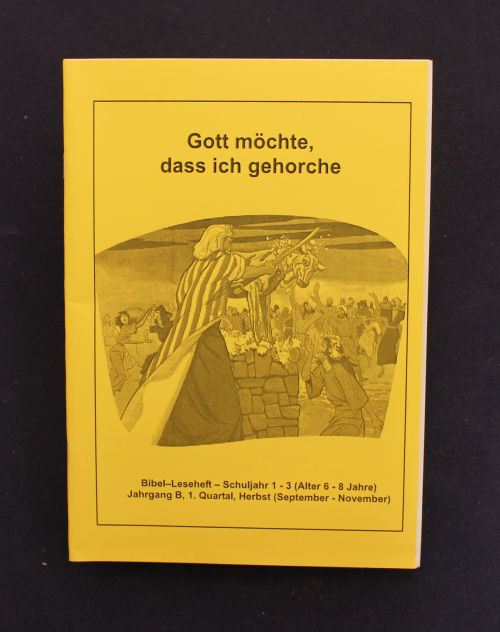 Gott möchte,
dass ich gehorche
Bibel–Leseheft – Schuljahr 1 - 3 (Alter 6 - 8 Jahre)
Jahrgang B, 1. Quartal, Herbst (September - November)